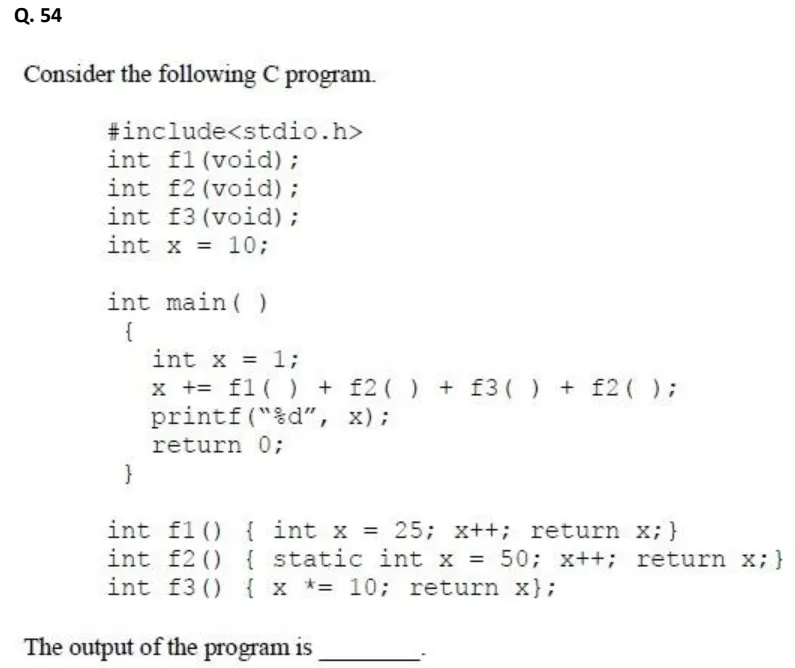 Q. 54
Consider the following C program.
#include<stdio.h>
int f1(void);
int f2(void);
int f3(void);
int x = 10;
int main( )
{
int x = 1;
x += f1( ) + f2( ) + f3( ) + f2( );
printf(“%d”, x);
return 0;
}
int f1() { int x = 25; x++; return x;}
int f2() { static int x = 50; x++; return x;}
int f3() { x *= 10; return x};
The output of the program is ________.